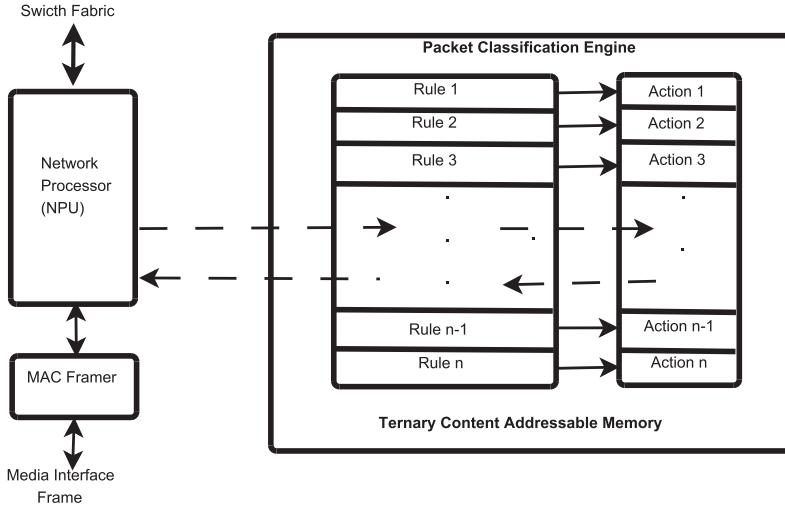 Swicth Fabric
Packet Classification Engine
Rule 1
Action 1
Rule 2
Action 2
Rule 3
Action 3
Network
Processor
(NPU)
Rule n-1
Action n-1
Rule n
Action n
MAC Framer
Ternary Content Addressable Memory
Media Interface
Frame